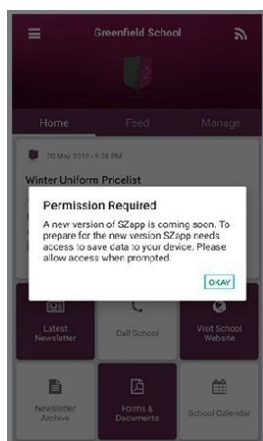 Greenfield School
Home Feed Manage
20 May 2016 - 5:28 PM
Winter Uniform Pricelist
Permission Required
A new version of SZapp is coming soon. To
prepare for the new version SZapp needs
access to save data to your device. Please
allow access when prompted
OKAY
Latest
Newsletter
Call School
Visit School
Website
Newsletter
Archive
Forms &
Documents
School Calendar